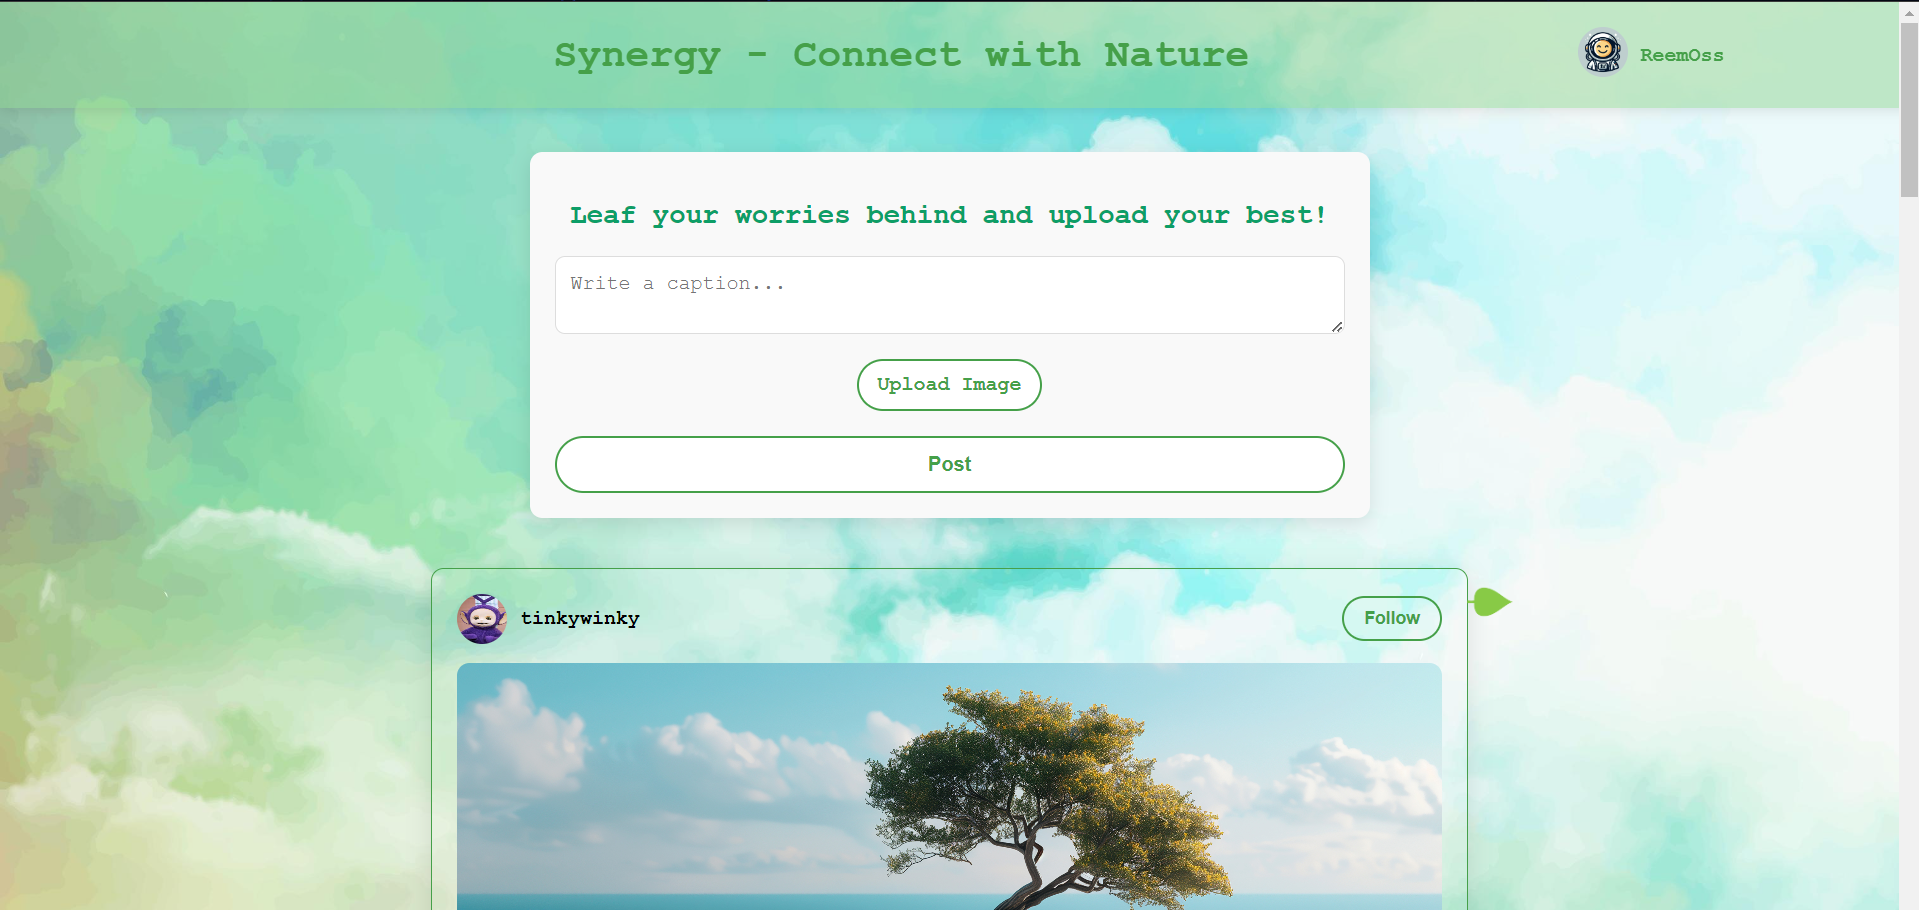 Synergy - Connect with Nature
ReemOss
Leaf your worries behind and upload your best!
Write a caption...
Upload Image
Post
tinkywinky
Follow